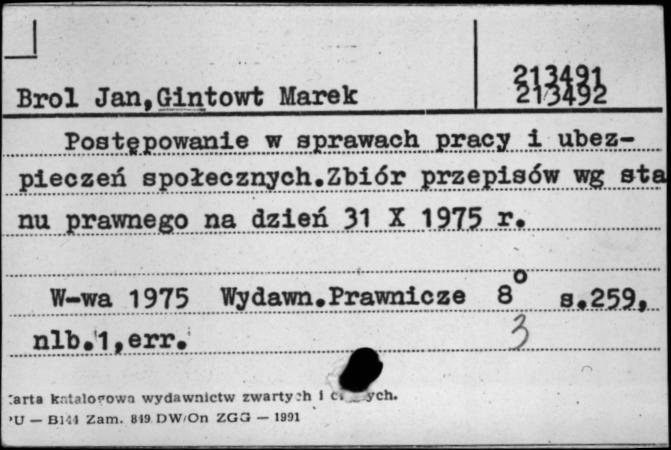 213491
Brol Jan,Gintowt Marek 213492
Postępowanie w sprawach pracy i ubez-
pieczeń społecznych.Zbiór przepisów wg sta
nu prawnego na dzień 31 X 1975 r.
W-wa 1975 Wydawn.Prawnicze 8° s.259,
nlb.1,err. 3
Karta katalogowa wydawnictw zwartych i
PU — B144 Zam. 849 DW/On ZGG — 1991